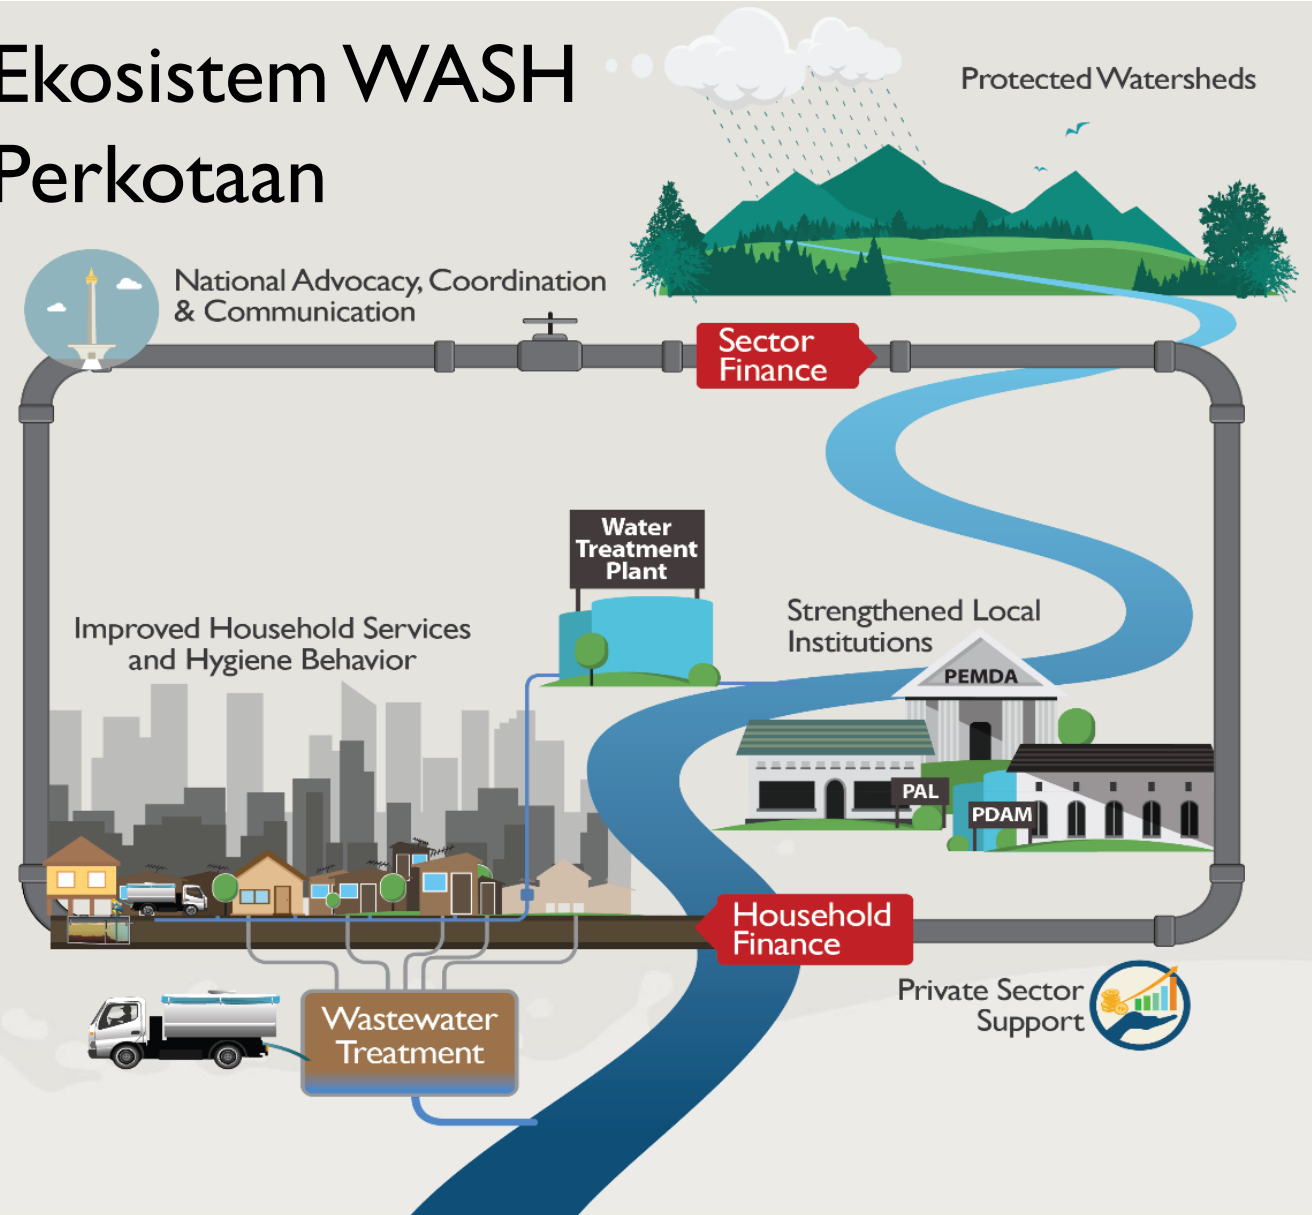 Ekosistem WASH
Perkotaan
Protected Watersheds
National Advocacy, Coordination
& Communication
Sector
Finance
Water
Treatment
Plant
Strengthened Local
Institutions
Improved Household Services
and Hygiene Behavior
PEMDA
PAL
PDAM
Household
Finance
Private Sector
Support
Wastewater
Treatment